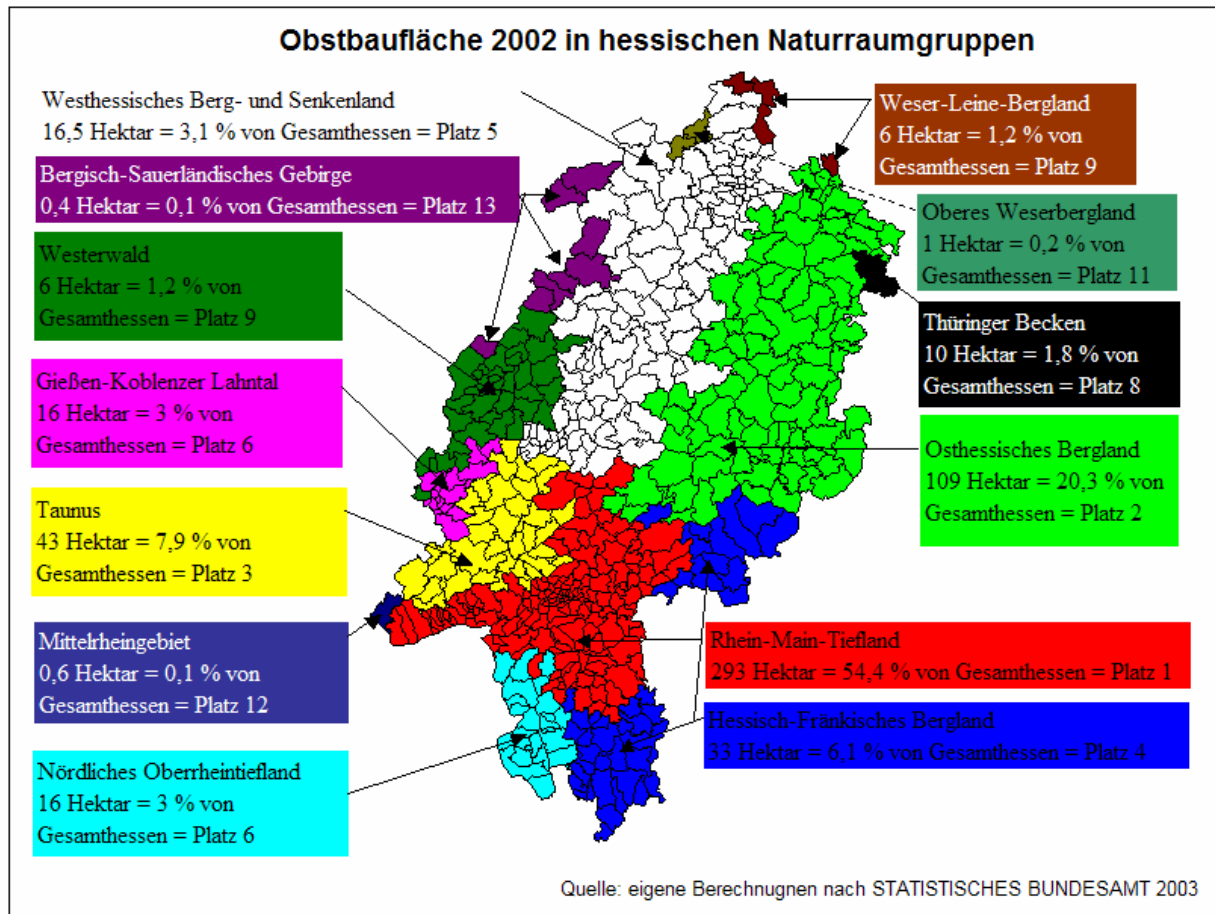 Obstbaufläche 2002 in hessischen Naturraumgruppen
Westhessisches Berg- und Senkenland
16,5 Hektar = 3,1 % von Gesamthessen = Platz 5
Bergisch-Sauerländisches Gebirge
0,4 Hektar = 0,1 % von Gesamthessen = Platz 13
Westerwald
6 Hektar = 1,2 % von
Gesamthessen = Platz 9
Gießen-Koblenzer Lahntal
16 Hektar = 3 % von
Gesamthessen = Platz 6
Taunus
43 Hektar = 7,9 % von
Gesamthessen = Platz 3
Mittelrheingebiet
0,6 Hektar = 0,1 % von
Gesamthessen = Platz 12
Nördliches Oberrheintiefland
16 Hektar = 3 % von
Gesamthessen = Platz 6
Weser-Leine-Bergland
6 Hektar = 1,2 % von
Gesamthessen = Platz 9
Oberes Weserbergland
1 Hektar = 0,2 % von
Gesamthessen = Platz 11
Thüringer Becken
10 Hektar = 1,8 % von
Gesamthessen = Platz 8
Osthessisches Bergland
109 Hektar = 20,3 % von
Gesamthessen = Platz 2
Rhein-Main-Tiefland
293 Hektar = 54,4 % von Gesamthessen = Platz 1
Hessisch-Fränkisches Bergland
33 Hektar = 6,1 % von Gesamthessen = Platz 4
Quelle: eigene Berechnugnen nach STATISTISCHES BUNDESAMT 2003